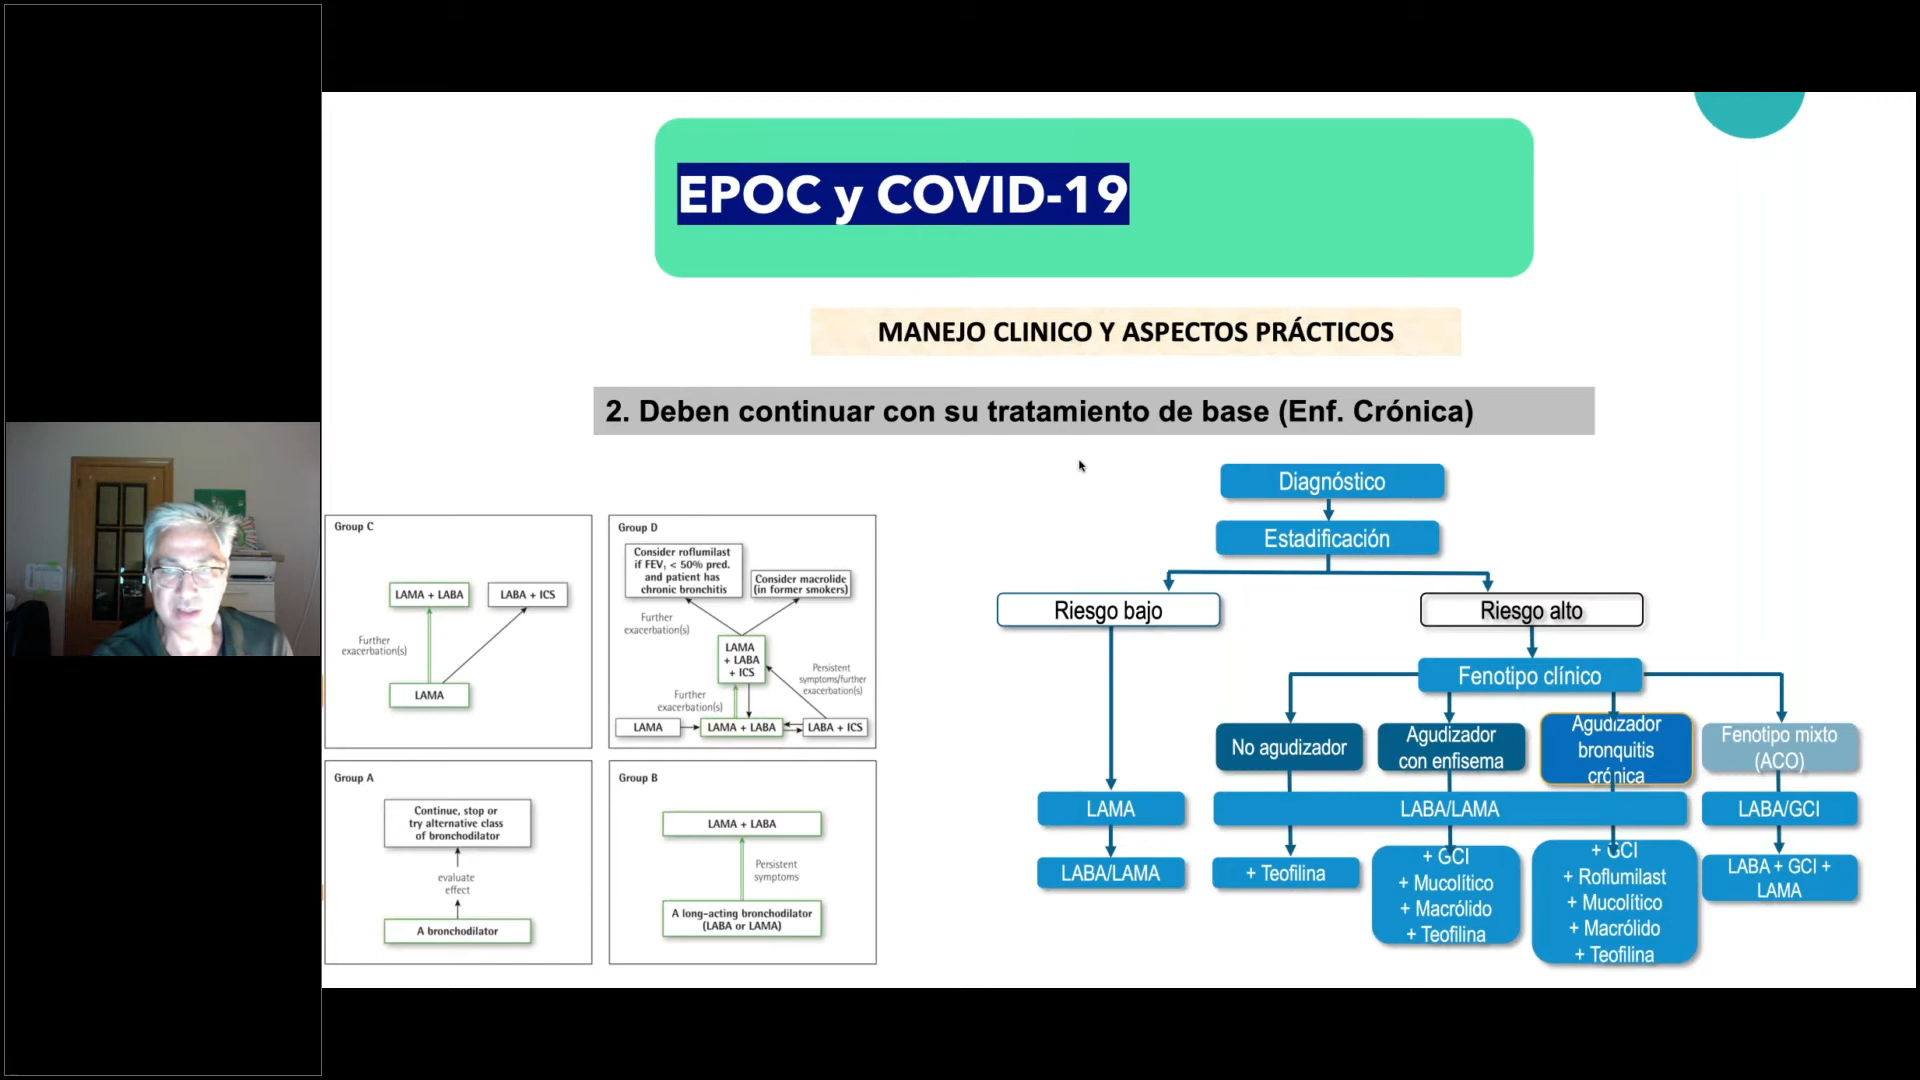 EPOC y COVID-19
MANEJO CLINICO Y ASPECTOS PRÁCTICOS
2. Deben continuar con su tratamiento de base (Enf. Crónica)
Group C
LAMA + LABA
LABA + ICS
Further
exacerbation(s)
LAMA
Group D
Consider roflumilast
if FEV₁ < 50% pred.
and patient has
chronic bronchitis
Consider macrolide
(in former smokers)
Further
exacerbation(s)
LAMA
+ LABA
+ ICS
Persistent
symptoms/further
exacerbation(s)
Further
exacerbation(s)
LAMA
LAMA + LABA
LABA + ICS
Group A
Continue, stop or
try alternative class
of bronchodilator
evaluate
effect
A bronchodilator
Group B
LAMA + LABA
Persistent
symptoms
A long-acting bronchodilator
(LABA or LAMA)
Diagnóstico
Estadificación
Riesgo bajo
Riesgo alto
Fenotipo clínico
No agudizador
Agudizador
con enfisema
Agudizador
bronquitis
crónica
Fenotipo mixto
(ACO)
LAMA
LABA/LAMA
LABA/GCI
LABA/LAMA
+ Teofilina
+ GCI
+ Mucolítico
+ Macrólido
+ Teofilina
+ GCI
+ Roflumilast
+ Mucolítico
+ Macrólido
+ Teofilina
LABA + GCI +
LAMA